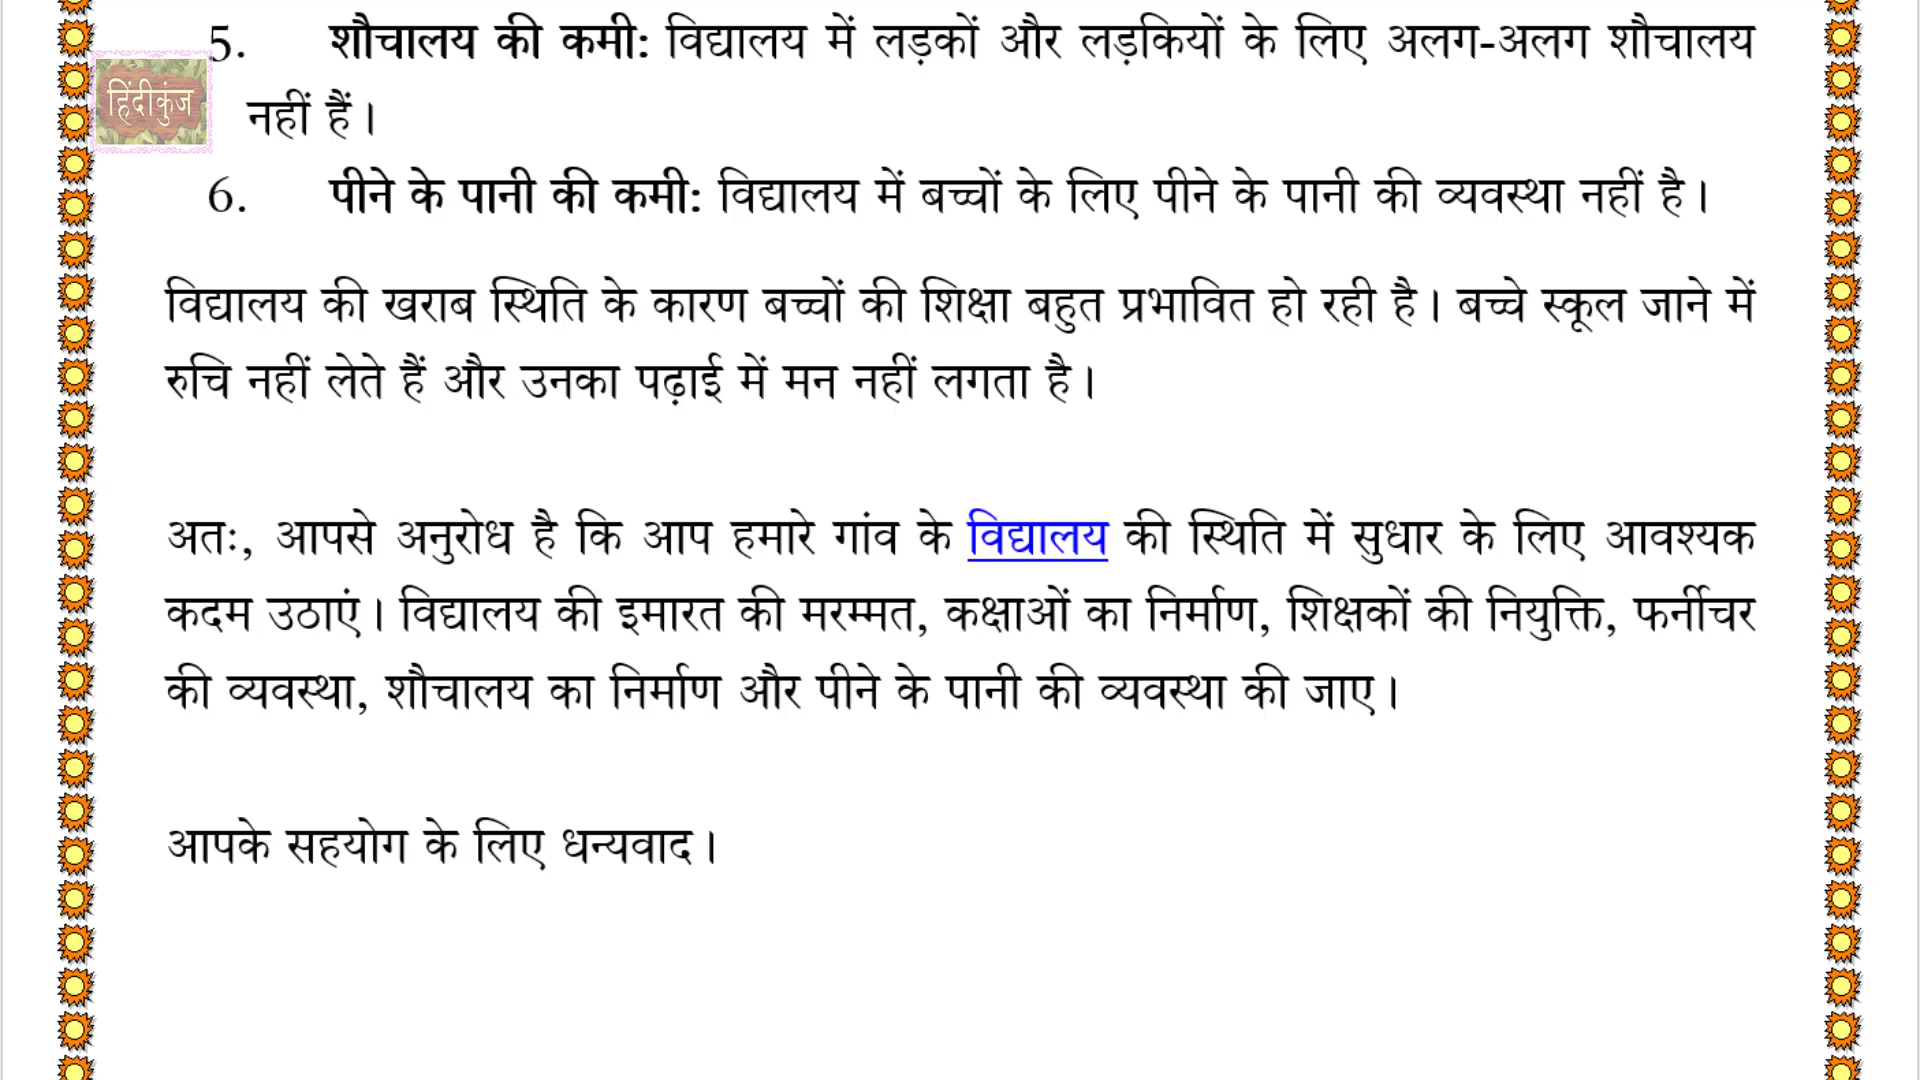 5. शौचालय की कमी: विद्यालय में लड़कों और लड़कियों के लिए अलग-अलग शौचालय
हिंदीकुंज
नहीं हैं।
6. पीने के पानी की कमी: विद्यालय में बच्चों के लिए पीने के पानी की व्यवस्था नहीं है।
विद्यालय की खराब स्थिति के कारण बच्चों की शिक्षा बहुत प्रभावित हो रही है। बच्चे स्कूल जाने में
रुचि नहीं लेते हैं और उनका पढ़ाई में मन नहीं लगता है।
अतः, आपसे अनुरोध है कि आप हमारे गांव के विद्यालय की स्थिति में सुधार के लिए आवश्यक
कदम उठाएं। विद्यालय की इमारत की मरम्मत, कक्षाओं का निर्माण, शिक्षकों की नियुक्ति, फर्नीचर
की व्यवस्था, शौचालय का निर्माण और पीने के पानी की व्यवस्था की जाए।
आपके सहयोग के लिए धन्यवाद।